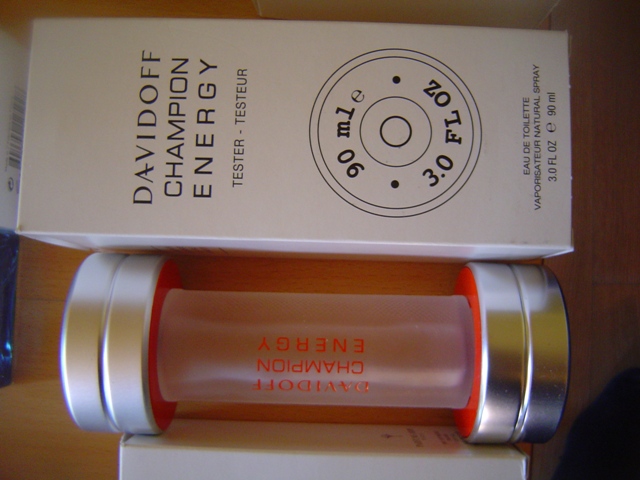 DAVIDOFF
CHAMPION
ENERGY
TESTER - TESTEUR
90 ml e
3.0 FL OZ
EAU DE TOILETTE
VAPORISATEUR NATURAL SPRAY
3.0 FL OZ e 90 ml
DAVIDOFF
CHAMPION
ENERGY